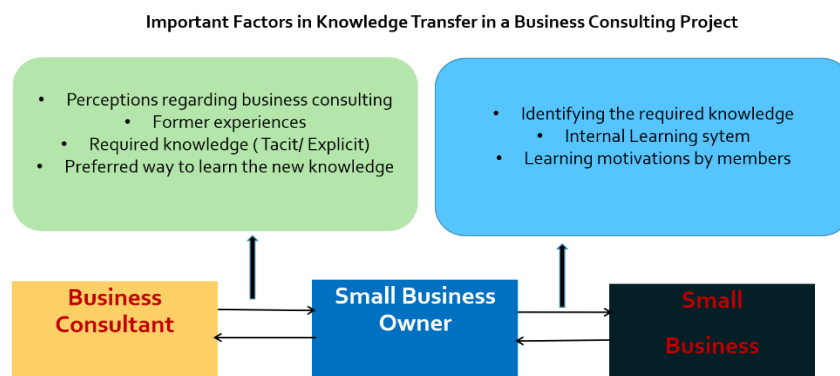 Important Factors in Knowledge Transfer in a Business Consulting Project
• Perceptions regarding business consulting
• Former experiences
• Required knowledge ( Tacit/ Explicit)
• Preferred way to learn the new knowledge
• Identifying the required knowledge
• Internal Learning sytem
• Learning motivations by members
Business
Consultant
Small Business
Owner
Small
Business